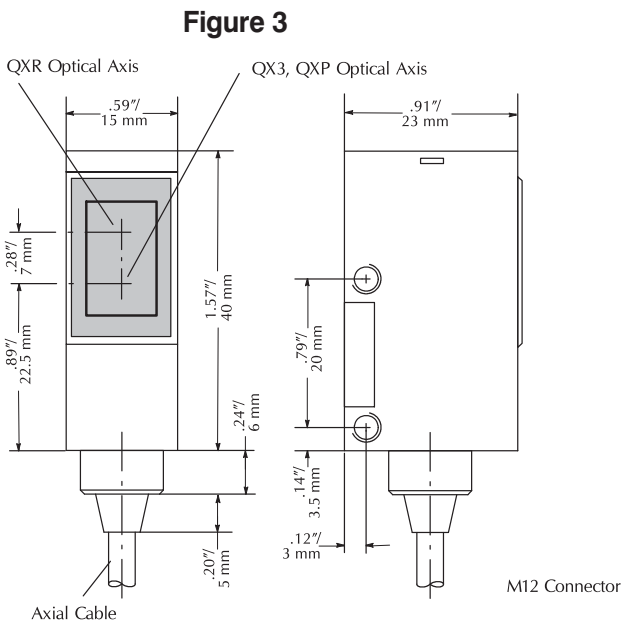 Figure 3
QXR Optical Axis
QX3, QXP Optical Axis
.59"/
15 mm
.91"/
23 mm
.28"/
7 mm
1.57"/
40 mm
.89"/
22.5 mm
.79"/
20 mm
.24"/
6 mm
.14"/
3.5 mm
.12"/
3 mm
.20"/
5 mm
M12 Connector
Axial Cable